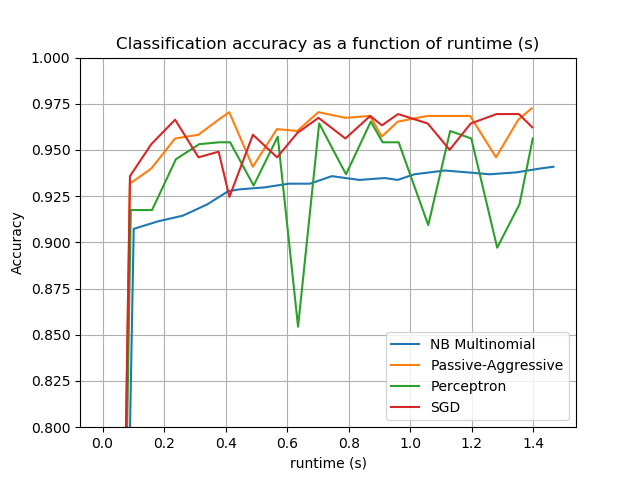 Classification accuracy as a function of runtime (s)
1.000
0.975
0.950
0.925
0.900
0.875
0.850
0.825
0.800
Accuracy
0.0 0.2 0.4 0.6 0.8 1.0 1.2 1.4
runtime (s)
NB Multinomial
Passive-Aggressive
Perceptron
SGD